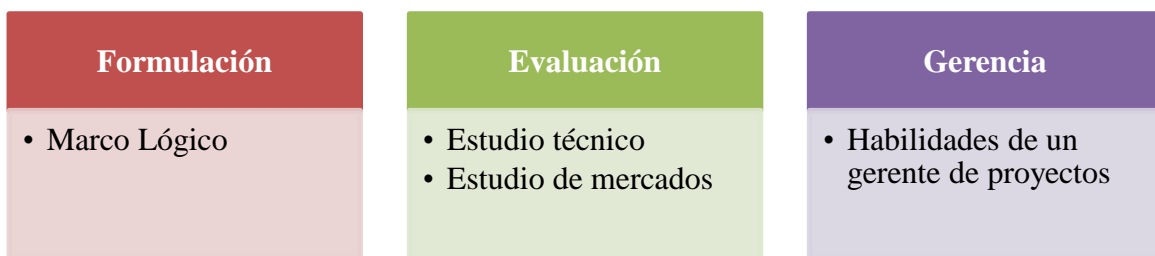 Formulación
• Marco Lógico
Evaluación
• Estudio técnico
• Estudio de mercados
Gerencia
• Habilidades de un
gerente de proyectos